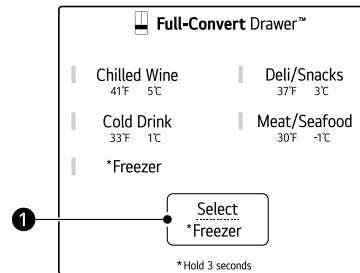 Full-Convert Drawer™
Chilled Wine Deli/Snacks
41°F 5°C 37°F 3°C
Cold Drink Meat/Seafood
33°F 1°C 30°F -1°C
*Freezer
Select
1
*Freezer
*Hold 3 seconds